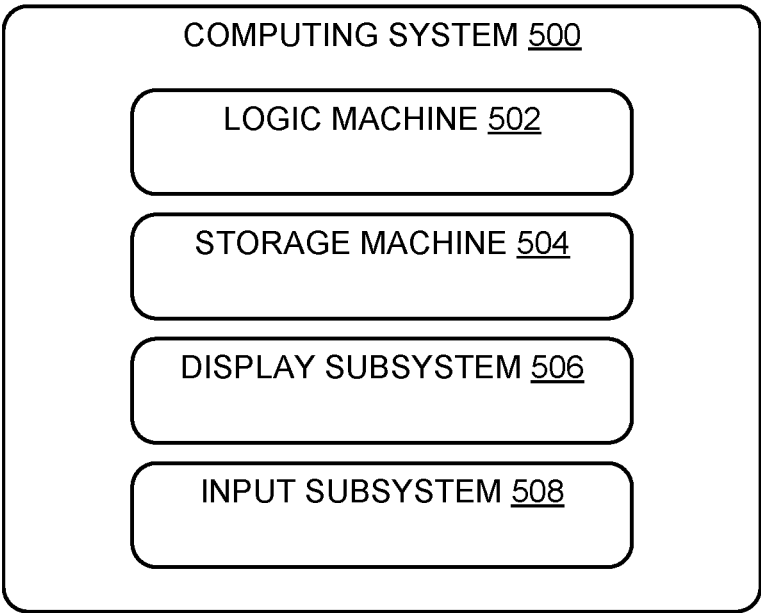 COMPUTING SYSTEM 500
LOGIC MACHINE 502
STORAGE MACHINE 504
DISPLAY SUBSYSTEM 506
INPUT SUBSYSTEM 508